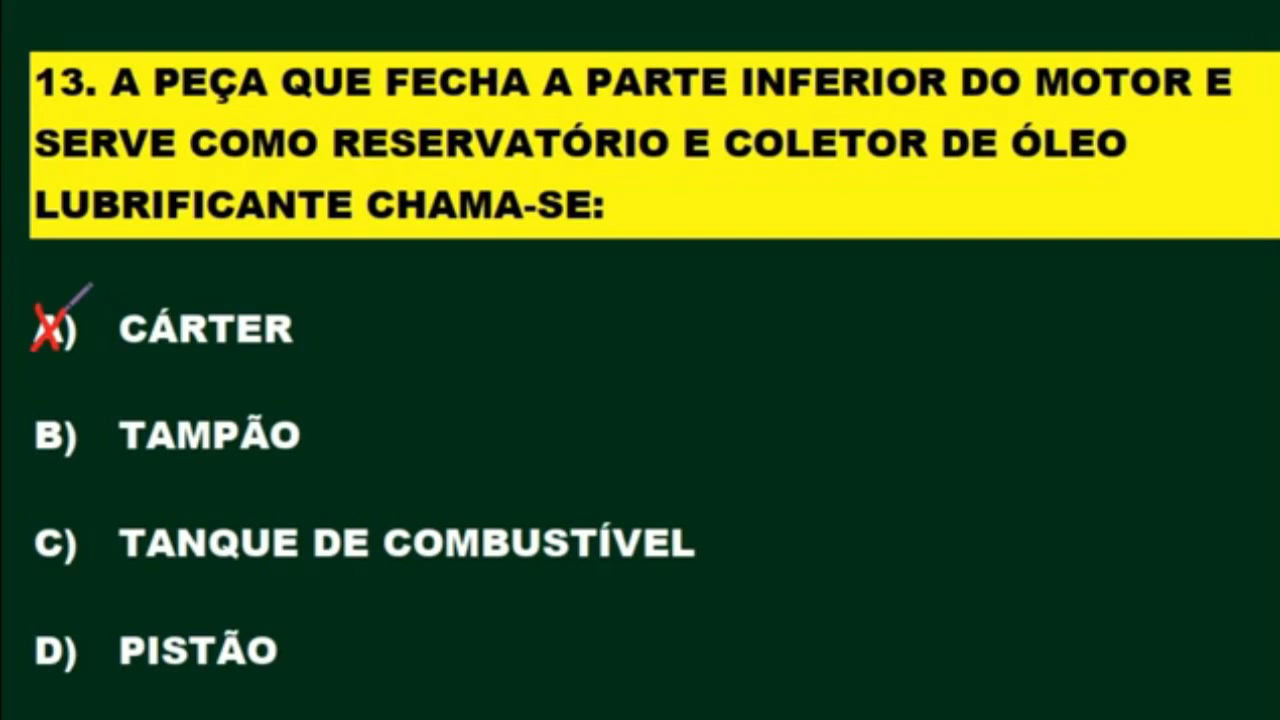 13. A PEÇA QUE FECHA A PARTE INFERIOR DO MOTOR E
SERVE COMO RESERVATÓRIO E COLETOR DE ÓLEO
LUBRIFICANTE CHAMA-SE:
A) CÁRTER
B) TAMPÃO
C) TANQUE DE COMBUSTÍVEL
D) PISTÃO